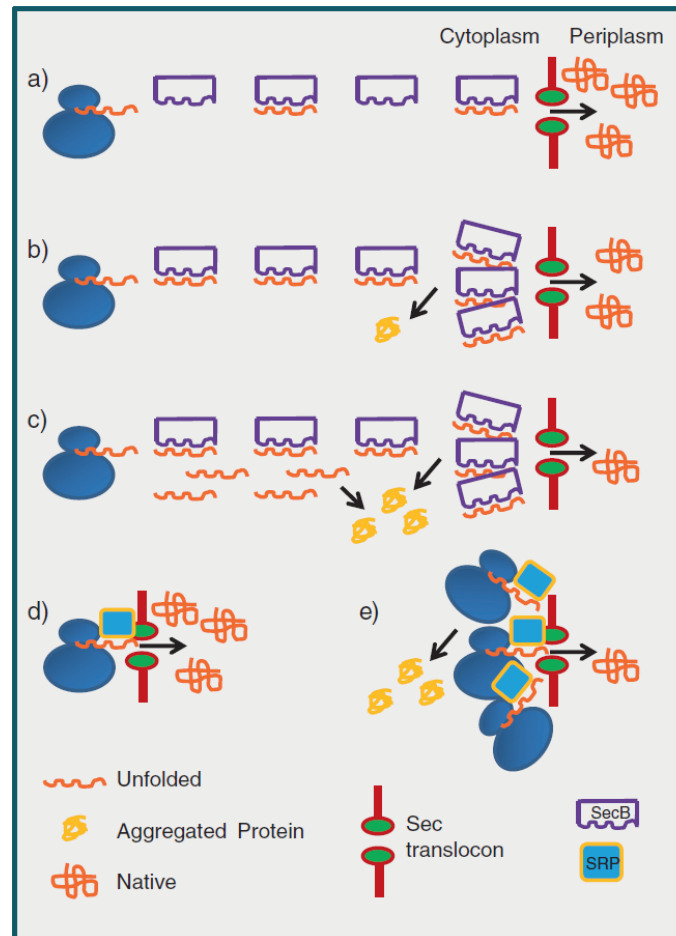 Cytoplasm Periplasm
a)
b)
c)
d) e)
Unfolded
Aggregated Protein
Native
Sec
translocon
SecB
SRP